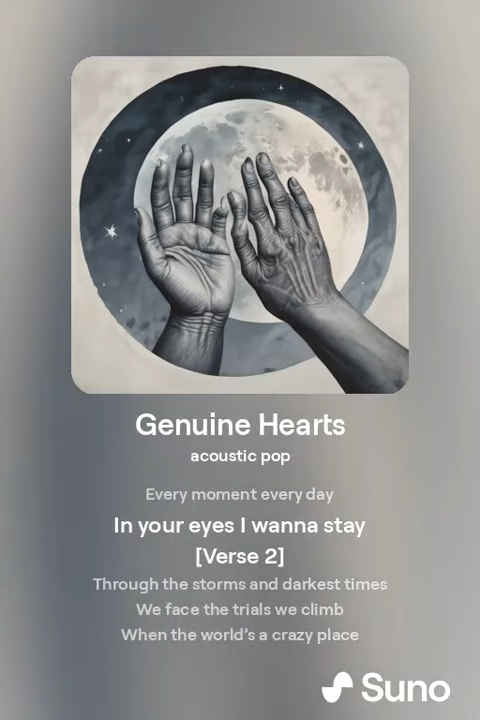 Genuine Hearts
acoustic pop
Every moment every day
In your eyes I wanna stay
[Verse 2]
Through the storms and darkest times
We face the trials we climb
When the world's a crazy place
Suno